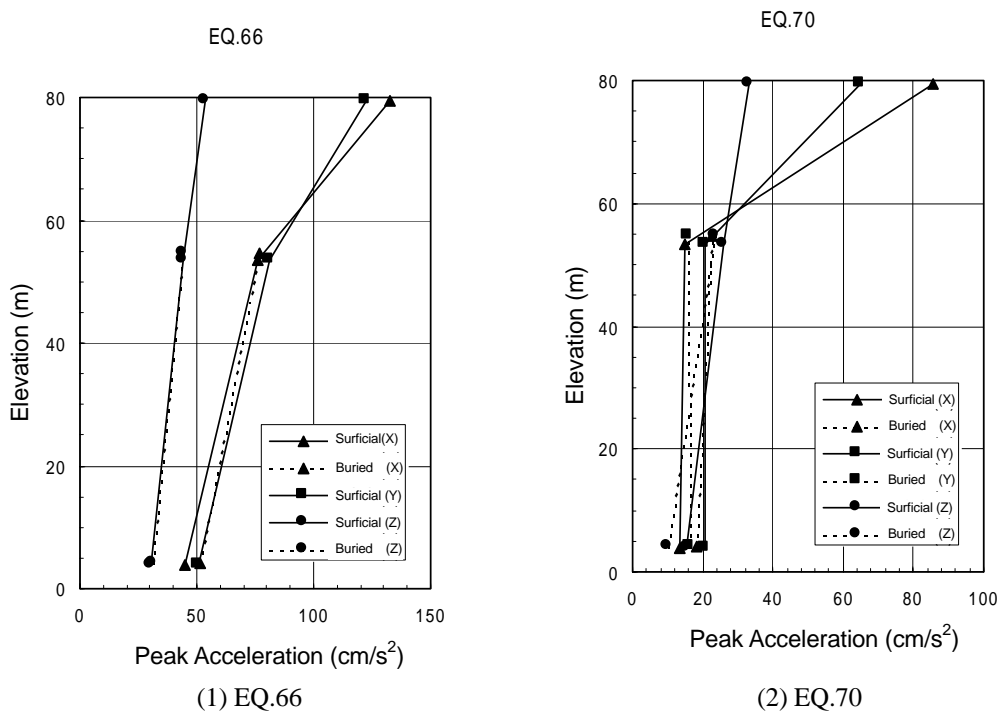 EQ.66
80
60
40
20
0
0 50 100 150
Elevation (m)
Peak Acceleration (cm/s²)
Surficial(X)
Buried (X)
Surficial (Y)
Buried (Y)
Surficial (Z)
Buried (Z)
(1) EQ.66
EQ.70
80
60
40
20
0
0 20 40 60 80 100
Elevation (m)
Peak Acceleration (cm/s²)
Surficial (X)
Buried (X)
Surficial (Y)
Buried (Y)
Surficial (Z)
Buried (Z)
(2) EQ.70